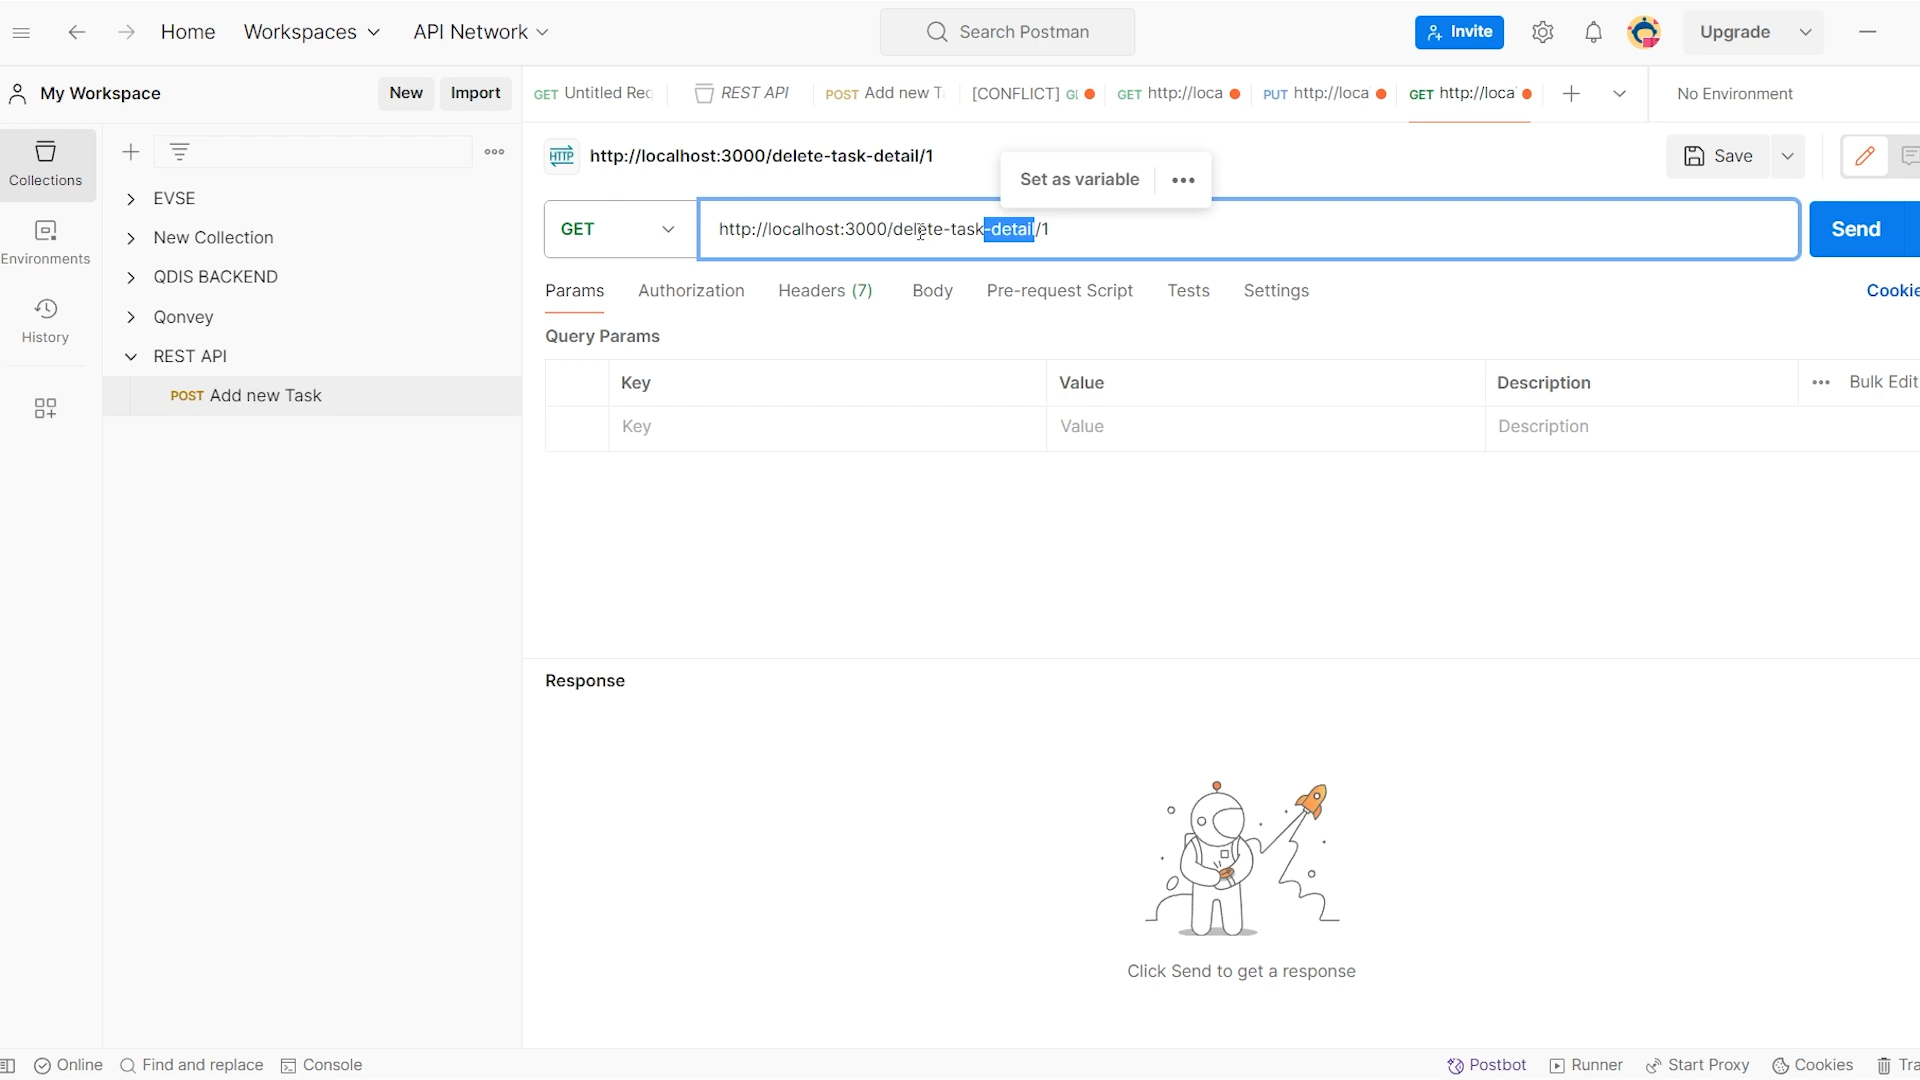 Home Workspaces API Network Search Postman Invite Upgrade
My Workspace New Import GET Untitled Rec REST API POST Add new T [CONFLICT] GET http://loca PUT http://loca GET http://loca No Environment
Collections
EVSE
New Collection
QDIS BACKEND
Qonvey
REST API
POST Add new Task
Environments
History
HTTP http://localhost:3000/delete-task-detail/1 Save
Set as variable
GET http://localhost:3000/delete-task-detail/1 Send
Params Authorization Headers (7) Body Pre-request Script Tests Settings Cookie
Query Params
Key Value Description Bulk Edit
Key Value Description
Response
Click Send to get a response
Online Find and replace Console Postbot Runner Start Proxy Cookies Tra